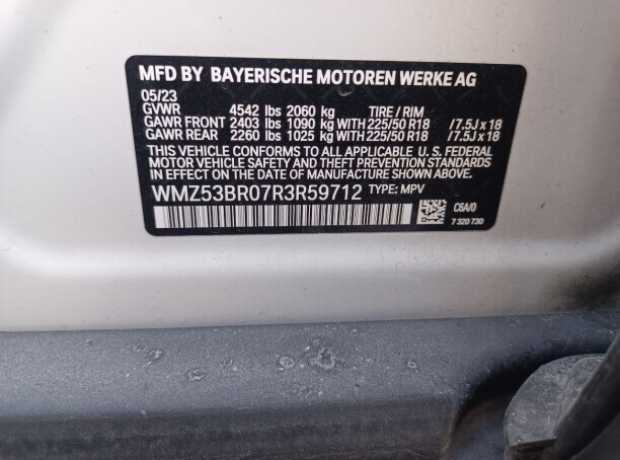 MFD BY BAYERISCHE MOTOREN WERKE AG
05/23
GVWR 4542 lbs 2060 kg TIRE / RIM
GAWR FRONT 2403 lbs 1090 kg WITH 225/50 R18 /7.5J x 18
GAWR REAR 2260 lbs 1025 kg WITH 225/50 R18 /7.5J x 18
THIS VEHICLE CONFORMS TO ALL APPLICABLE U. S. FEDERAL
MOTOR VEHICLE SAFETY AND THEFT PREVENTION STANDARDS
IN EFFECT ON THE DATE OF MANUFACTURE SHOWN ABOVE.
WMZ53BR07R3R59712 TYPE: MPV
C6A/0
7 320 730